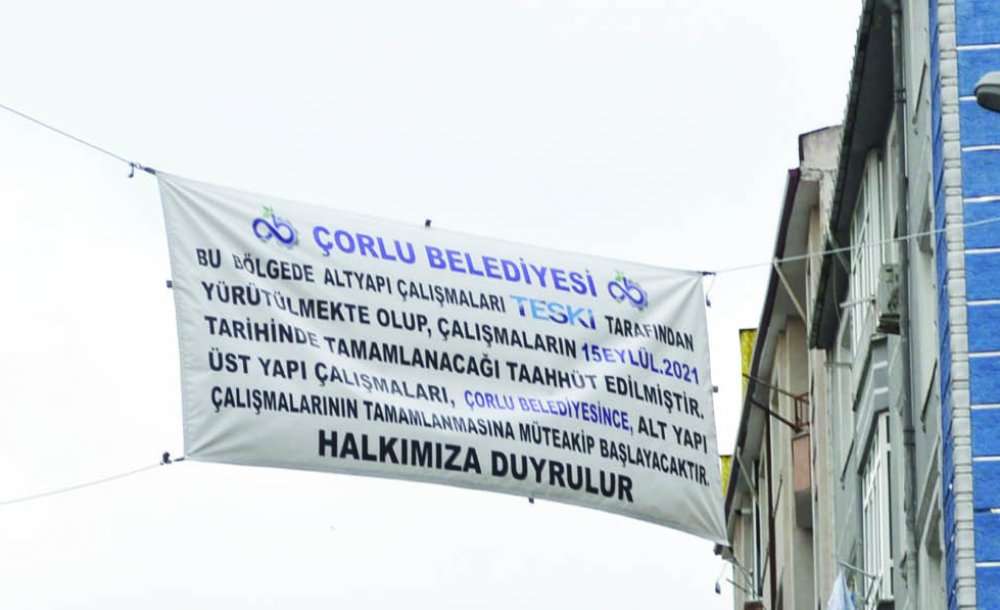 ÇORLU BELEDİYESİ
BU BÖLGEDE ALTYAPI ÇALIŞMALARI TESKİ TARAFINDAN
YÜRÜTÜLMEKTE OLUP, ÇALIŞMALARIN 15EYLÜL.2021
TARİHİNDE TAMAMLANACAĞI TAAHHÜT EDİLMİŞTİR.
ÜST YAPI ÇALIŞMALARI, ÇORLU BELEDİYESİNCE, ALT YAPI
ÇALIŞMALARININ TAMAMLANMASINA MÜTEAKİP BAŞLAYACAKTIR.
HALKIMIZA DUYRULUR